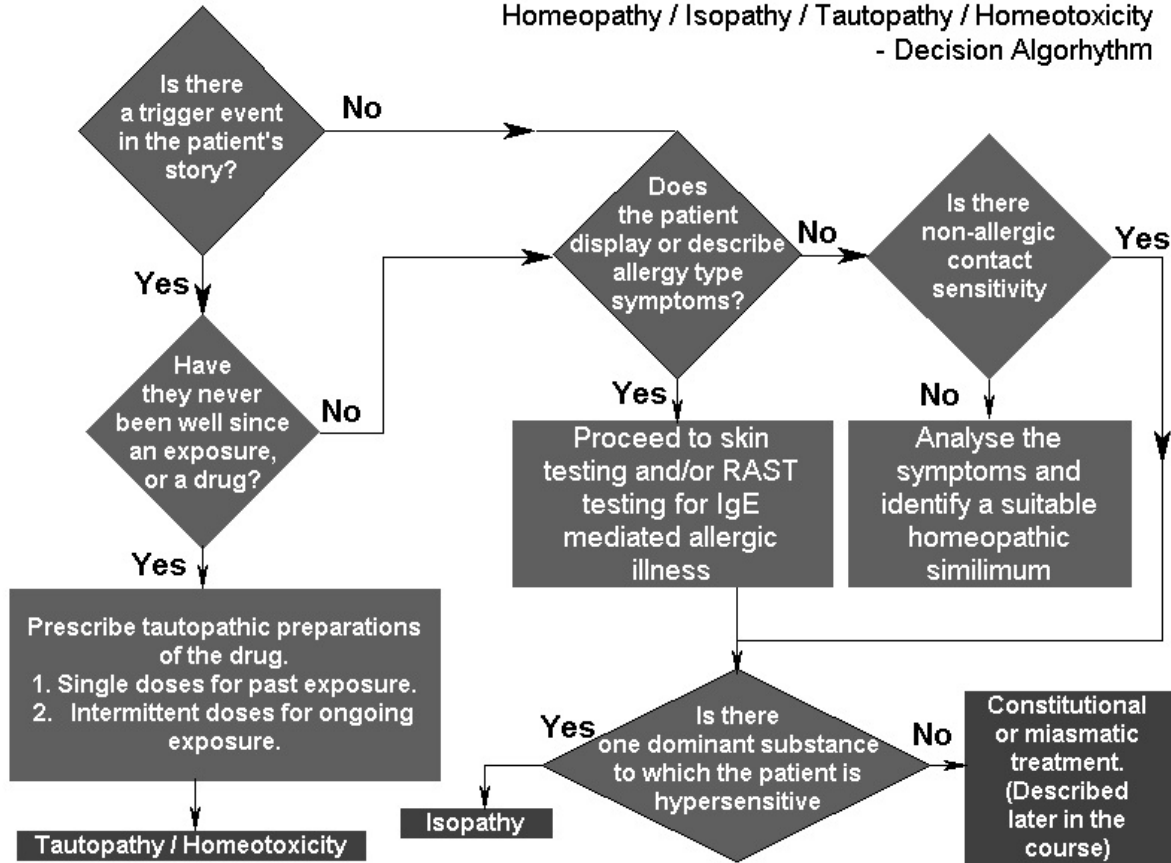 Homeopathy / Isopathy / Tautopathy / Homeotoxicity
- Decision Algorhythm
Is there
a trigger event
in the patient's
story?
No
Yes
Does
the patient
display or describe
allergy type
symptoms?
No
Is there
non-allergic
contact
sensitivity
Yes
Have
they never
been well since
an exposure,
or a drug?
No
Yes
Yes
Proceed to skin
testing and/or RAST
testing for IgE
mediated allergic
illness
No
Analyse the
symptoms and
identify a suitable
homeopathic
similimum
Prescribe tautopathic preparations
of the drug.
1. Single doses for past exposure.
2. Intermittent doses for ongoing
exposure.
Tautopathy / Homeotoxicity
Is there
one dominant substance
to which the patient is
hypersensitive
Yes
Isopathy
No
Constitutional
or miasmatic
treatment.
(Described
later in the
course)